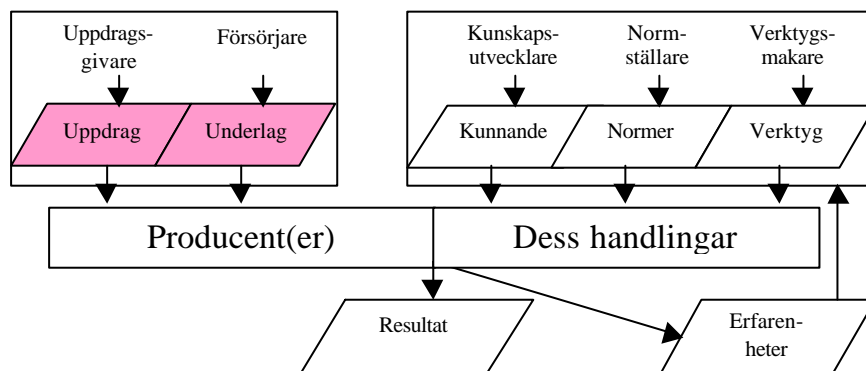 Uppdrags-
givare
Försörjare
Kunskaps-
utvecklare
Norm-
ställare
Verktygs-
makare
Uppdrag
Underlag
Kunnande
Normer
Verktyg
Producent(er)
Dess handlingar
Resultat
Erfaren-
heter